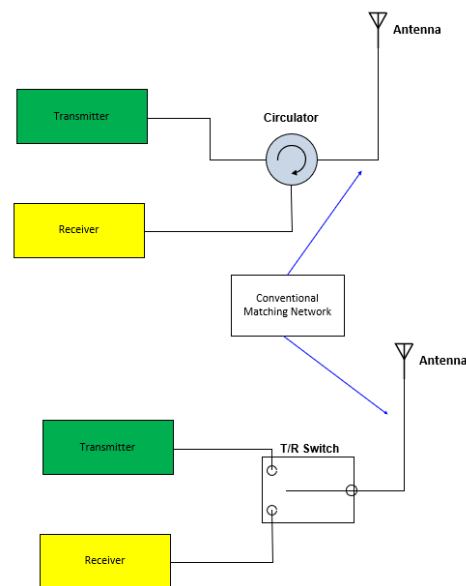 Antenna
Transmitter
Circulator
Receiver
Conventional
Matching Network
Antenna
Transmitter
T/R Switch
Receiver